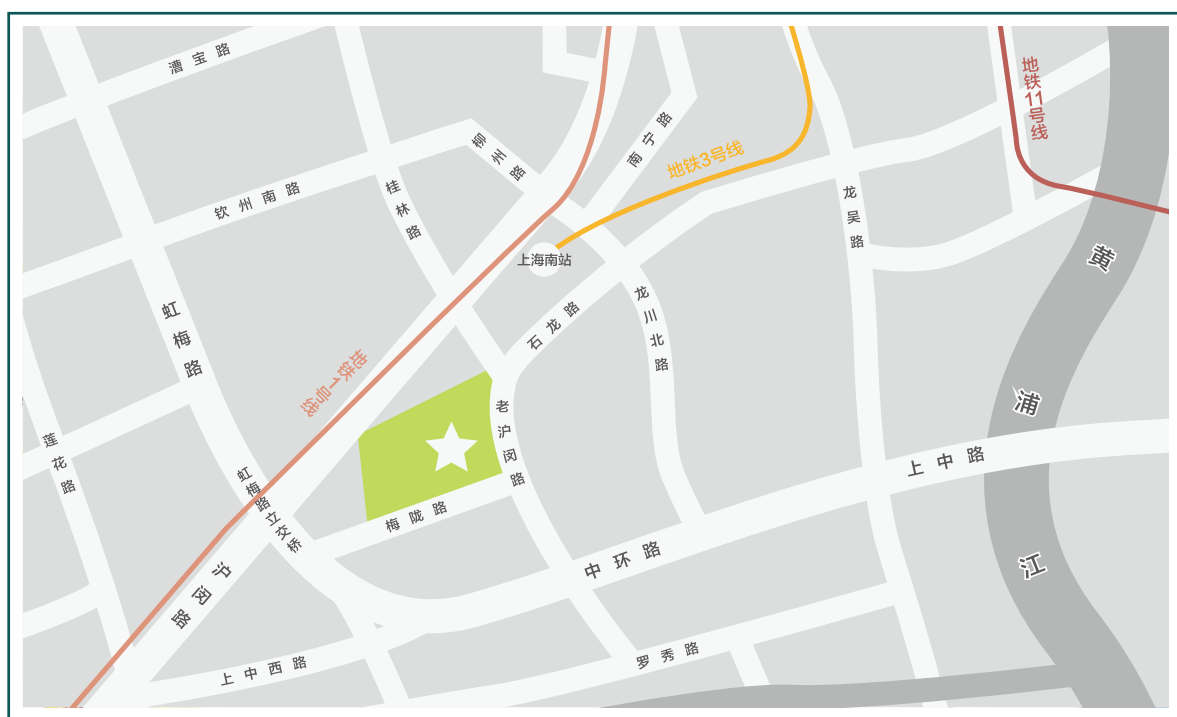 漕宝路
地铁11号线
柳州路
南宁路
地铁3号线
桂林路
钦州南路
龙吴路
上海南站
黄
虹梅路
石龙路
龙川北路
地铁1号线
老沪闵路
浦
莲花路
虹梅路立交桥
上中路
梅陇路
中环路
江
沪闵路
上中西路
罗秀路